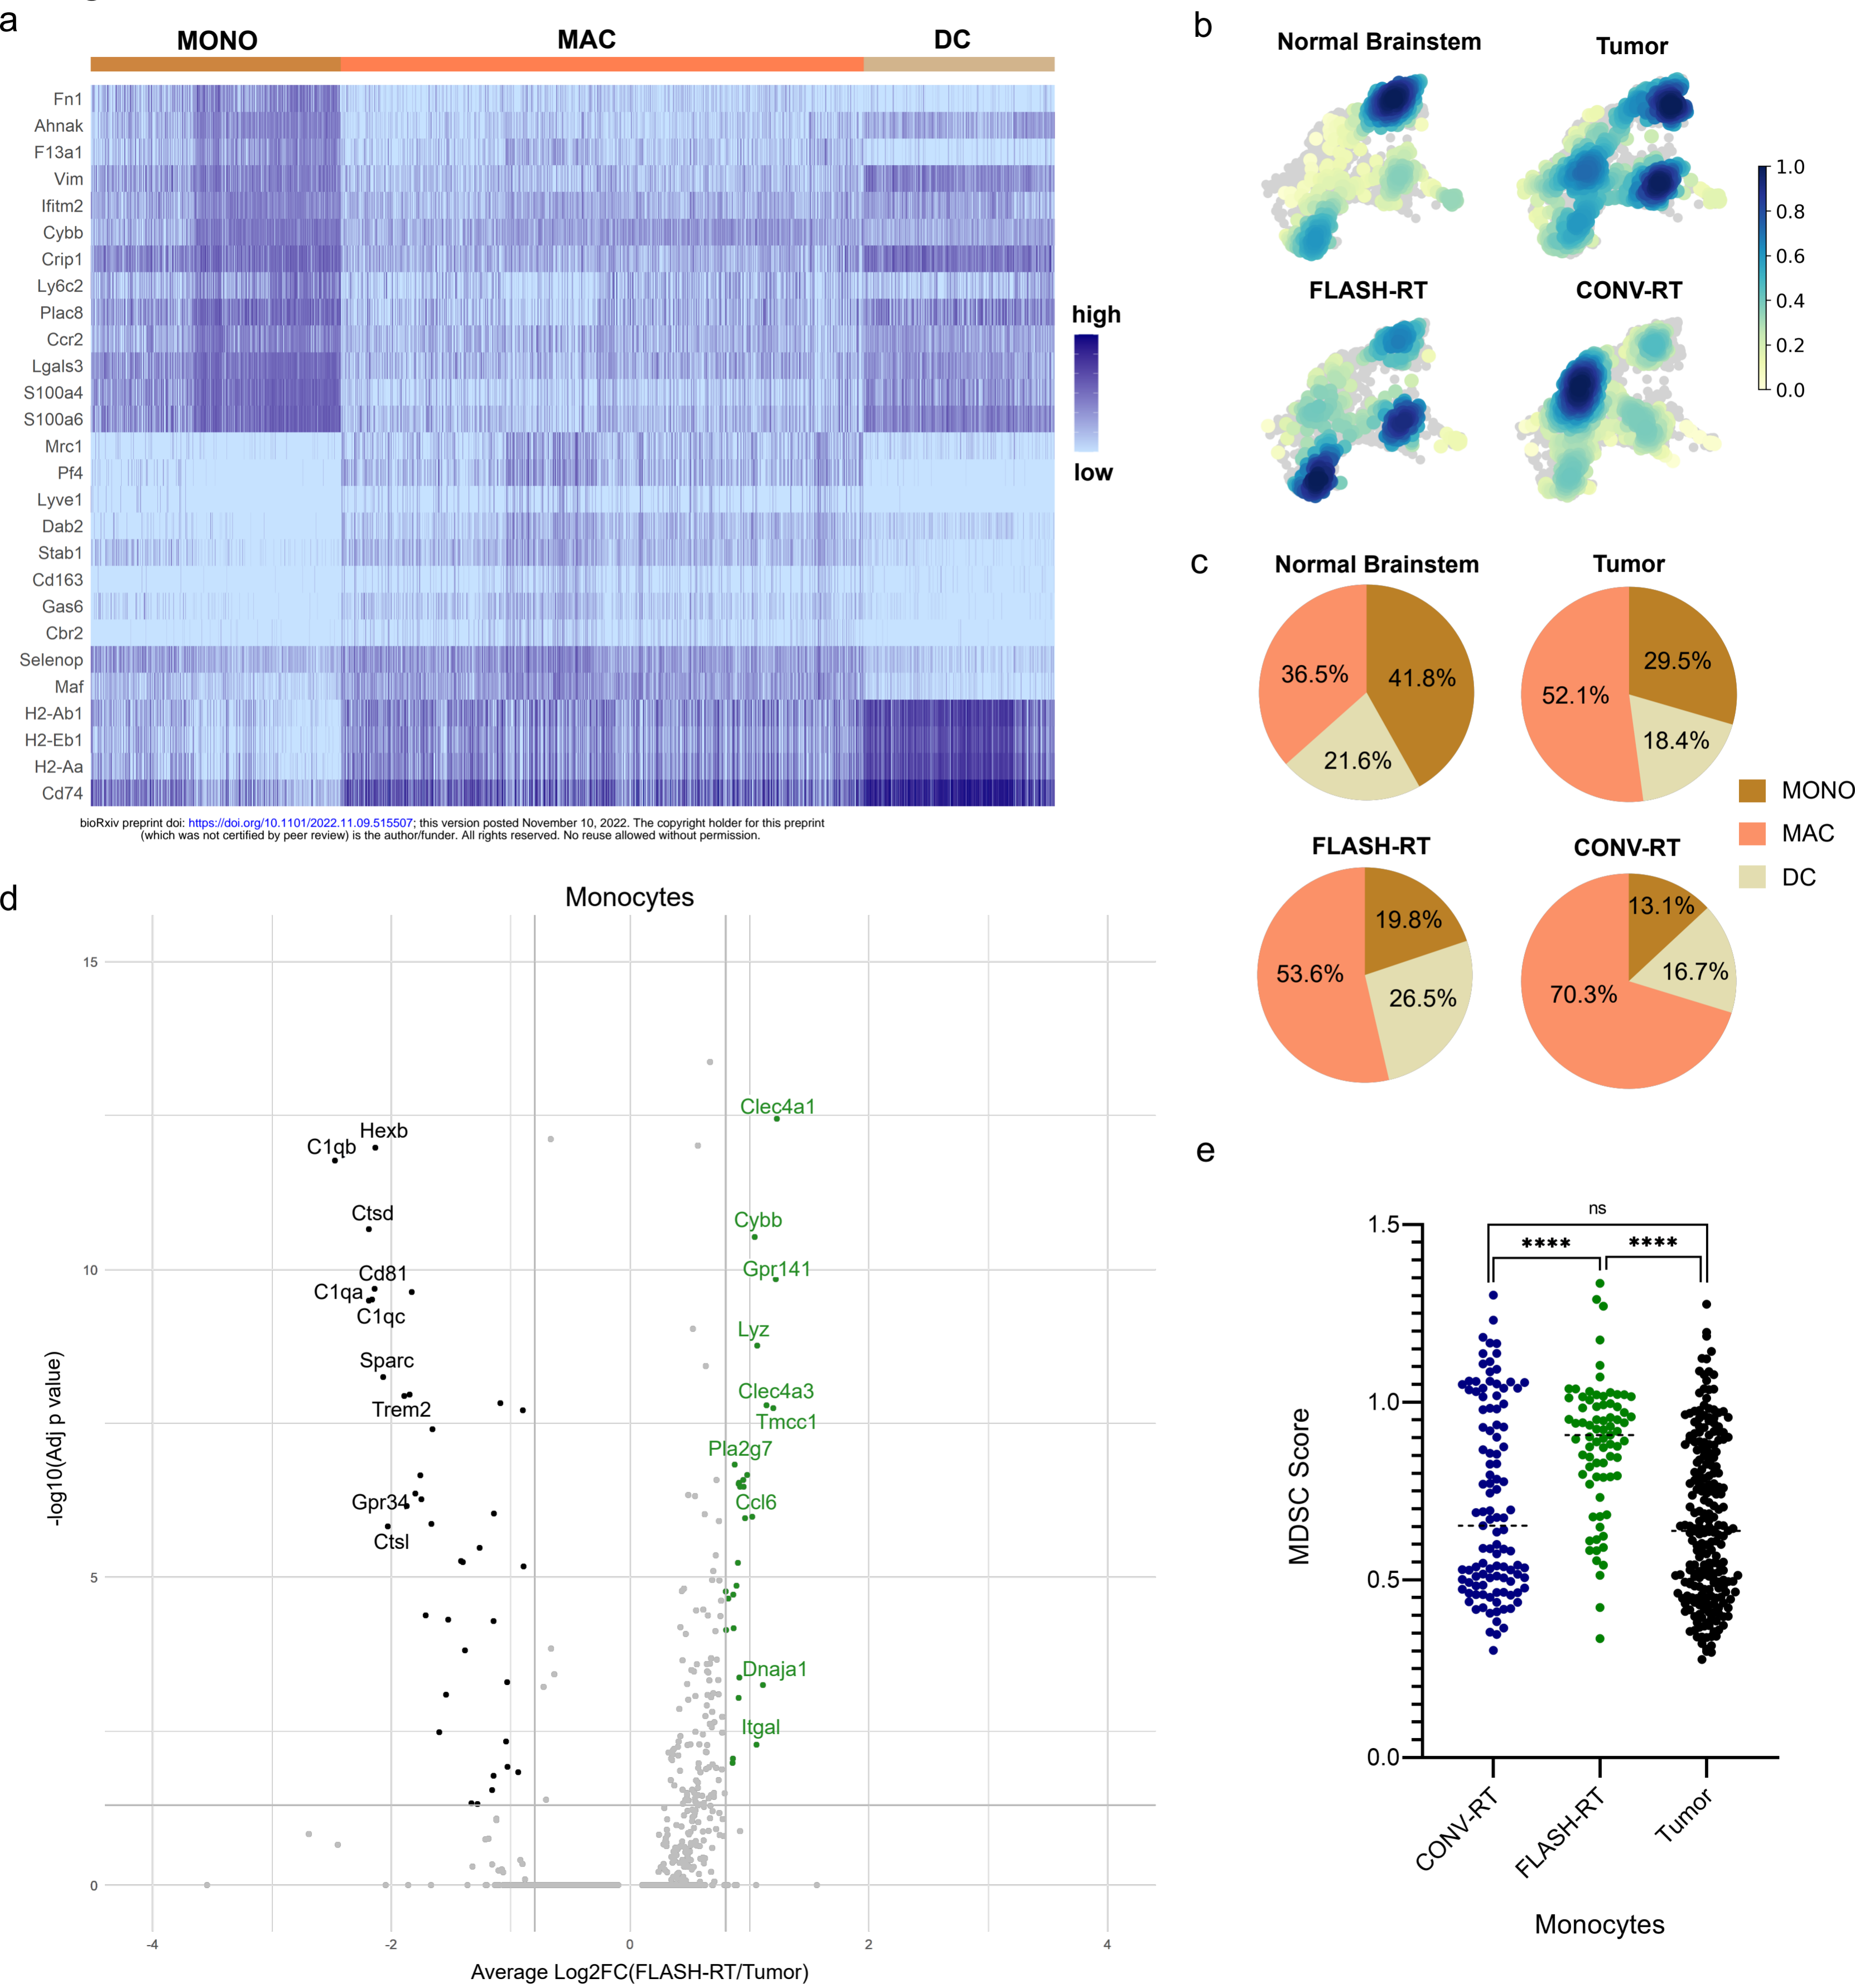 a
MONO
MAC
DC
Fn1
Ahnak
F13a1
Vim
Ifitm2
Cybb
Crip1
Ly6c2
Plac8
Ccr2
Lgals3
S100a4
S100a6
Mrc1
Pf4
Lyve1
Dab2
Stab1
Cd163
Gas6
Cbr2
Selenop
Maf
H2-Ab1
H2-Eb1
H2-Aa
Cd74
high
low
bioRxiv preprint doi: https://doi.org/10.1101/2022.11.09.515507; this version posted November 10, 2022. The copyright holder for this preprint
(which was not certified by peer review) is the author/funder. All rights reserved. No reuse allowed without permission.
b
Normal Brainstem
Tumor
FLASH-RT
CONV-RT
1.0
0.8
0.6
0.4
0.2
0.0
c
Normal Brainstem
Tumor
36.5%
41.8%
21.6%
29.5%
52.1%
18.4%
FLASH-RT
CONV-RT
19.8%
53.6%
26.5%
13.1%
16.7%
70.3%
MONO
MAC
DC
d
Monocytes
15
10
5
0
-log10(Adj p value)
Clec4a1
Hexb
C1qb
Ctsd
Cybb
Cd81
Gpr141
C1qa
C1qc
Lyz
Sparc
Clec4a3
Trem2
Tmcc1
Pla2g7
Gpr34
Ccl6
Ctsl
Dnaja1
Itgal
-4
-2
0
2
4
Average Log2FC(FLASH-RT/Tumor)
e
ns
****
****
1.5
1.0
0.5
0.0
MDSC Score
CONV-RT
FLASH-RT
Tumor
Monocytes